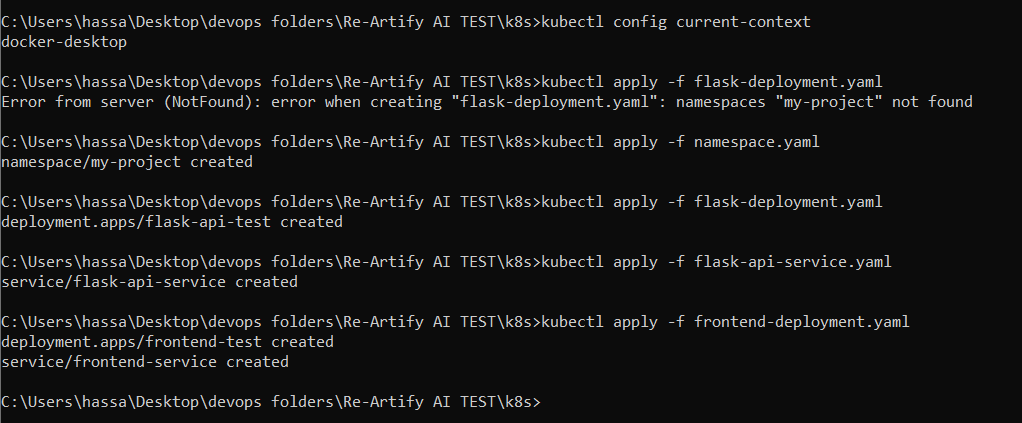 C:\Users\hassa\Desktop\devops folders\Re-Artify AI TEST\k8s>kubectl config current-context
docker-desktop
C:\Users\hassa\Desktop\devops folders\Re-Artify AI TEST\k8s>kubectl apply -f flask-deployment.yaml
Error from server (NotFound): error when creating "flask-deployment.yaml": namespaces "my-project" not found
C:\Users\hassa\Desktop\devops folders\Re-Artify AI TEST\k8s>kubectl apply -f namespace.yaml
namespace/my-project created
C:\Users\hassa\Desktop\devops folders\Re-Artify AI TEST\k8s>kubectl apply -f flask-deployment.yaml
deployment.apps/flask-api-test created
C:\Users\hassa\Desktop\devops folders\Re-Artify AI TEST\k8s>kubectl apply -f flask-api-service.yaml
service/flask-api-service created
C:\Users\hassa\Desktop\devops folders\Re-Artify AI TEST\k8s>kubectl apply -f frontend-deployment.yaml
deployment.apps/frontend-test created
service/frontend-service created
C:\Users\hassa\Desktop\devops folders\Re-Artify AI TEST\k8s>